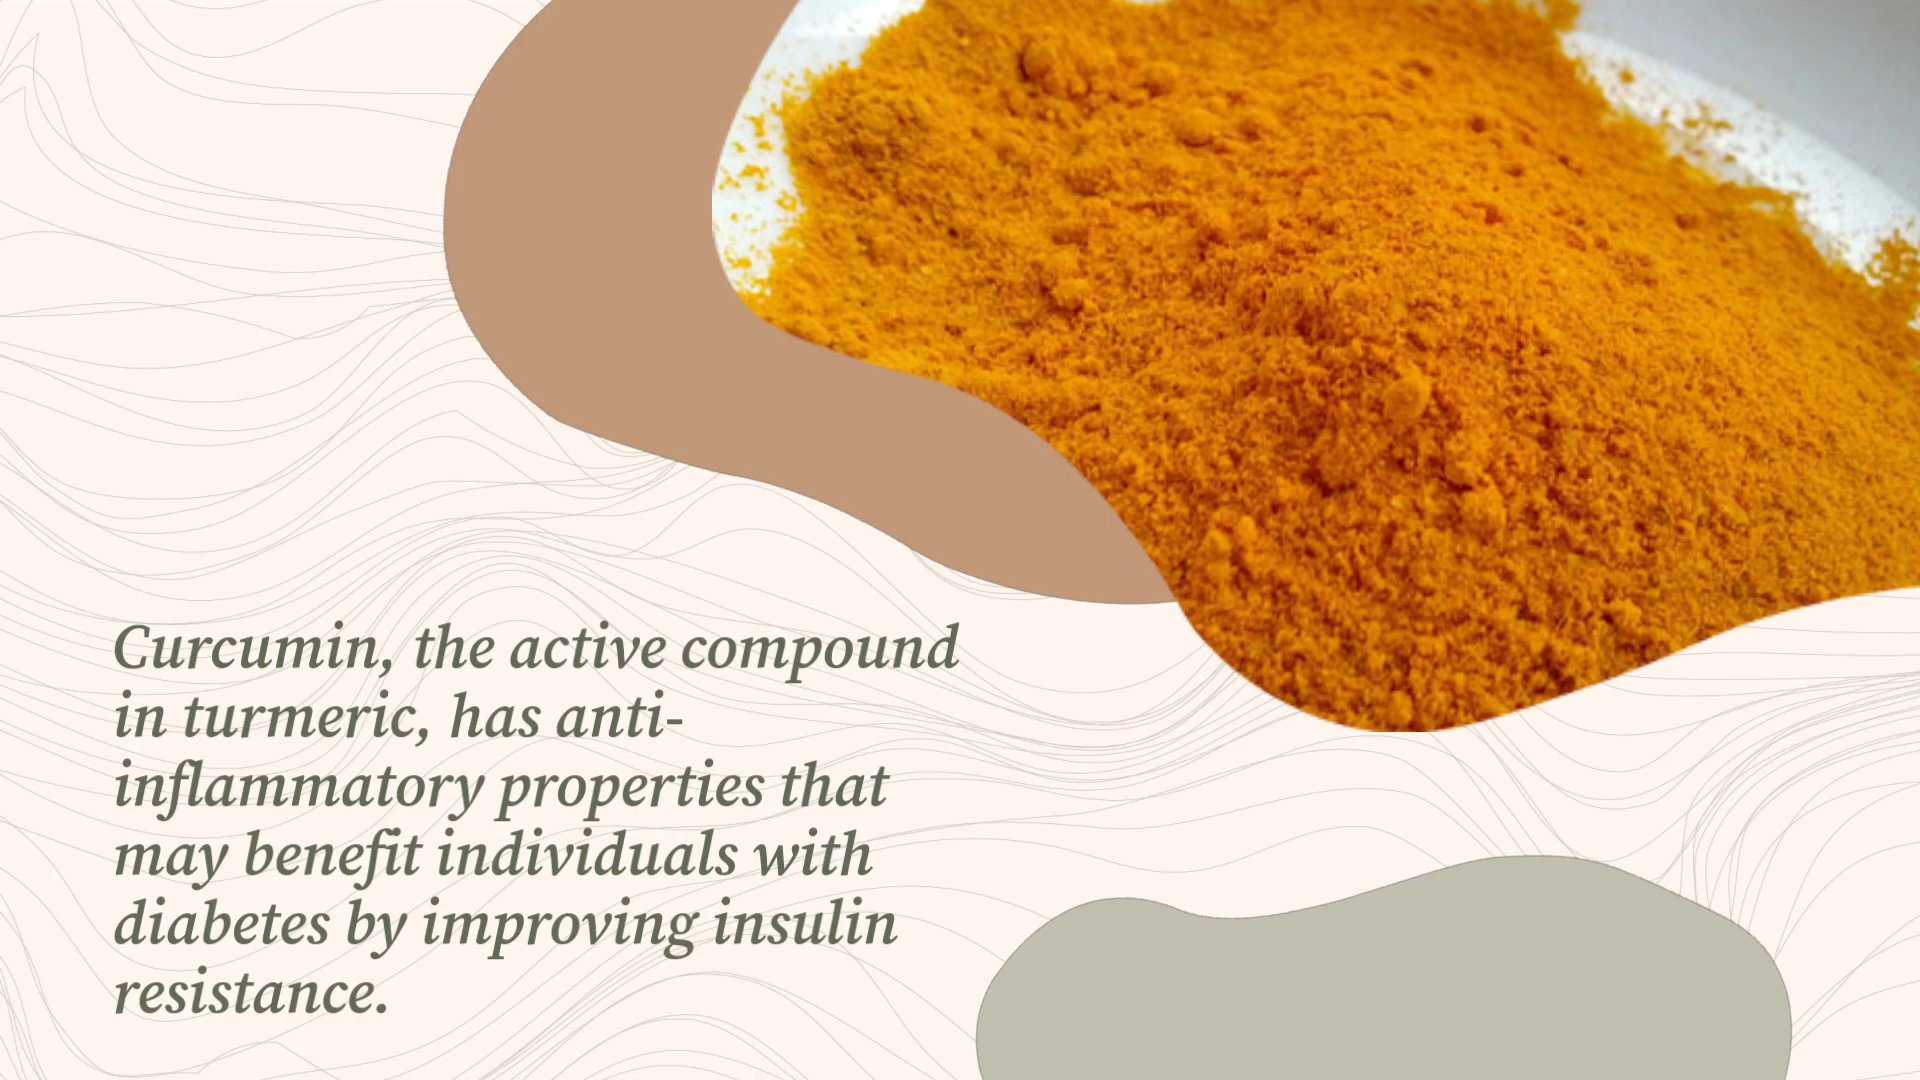 Curcumin, the active compound
in turmeric, has anti-
inflammatory properties that
may benefit individuals with
diabetes by improving insulin
resistance.